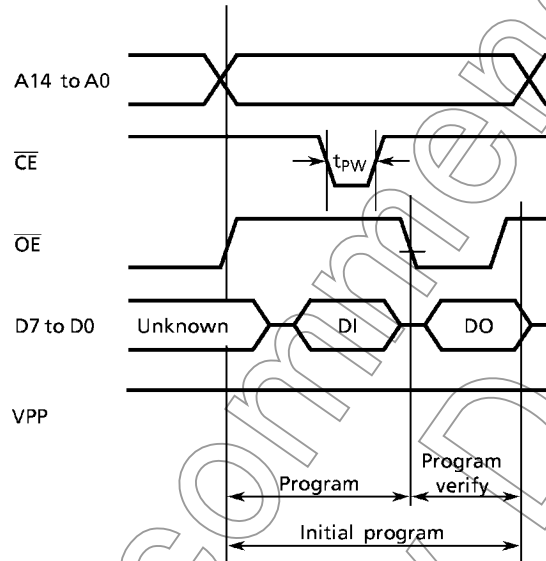 A14 to A0
CE
tPW
OE
D7 to D0
Unknown
DI
DO
VPP
Program
Program
verify
Initial program